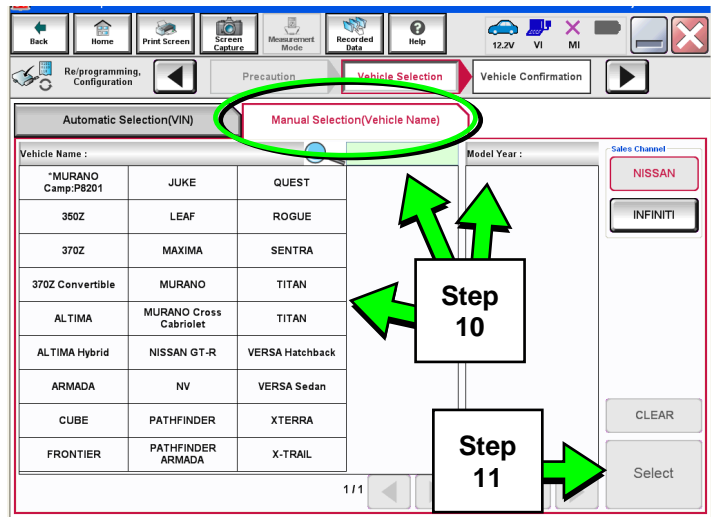 Back
Home
Print Screen
Screen
Capture
Measurement
Mode
Recorded
Data
Help
12.2V
VI
MI
Re/programming,
Configuration
Precaution
Vehicle Selection
Vehicle Confirmation
Automatic Selection(VIN)
Manual Selection(Vehicle Name)
Vehicle Name :
Model Year :
Sales Channel
*MURANO
Camp:P8201
JUKE
QUEST
NISSAN
350Z
LEAF
ROGUE
INFINITI
370Z
MAXIMA
SENTRA
370Z Convertible
MURANO
TITAN
ALTIMA
MURANO Cross
Cabriolet
TITAN
ALTIMA Hybrid
NISSAN GT-R
VERSA Hatchback
ARMADA
NV
VERSA Sedan
CUBE
PATHFINDER
XTERRA
FRONTIER
PATHFINDER
ARMADA
X-TRAIL
Step
10
Step
11
CLEAR
Select
1/1